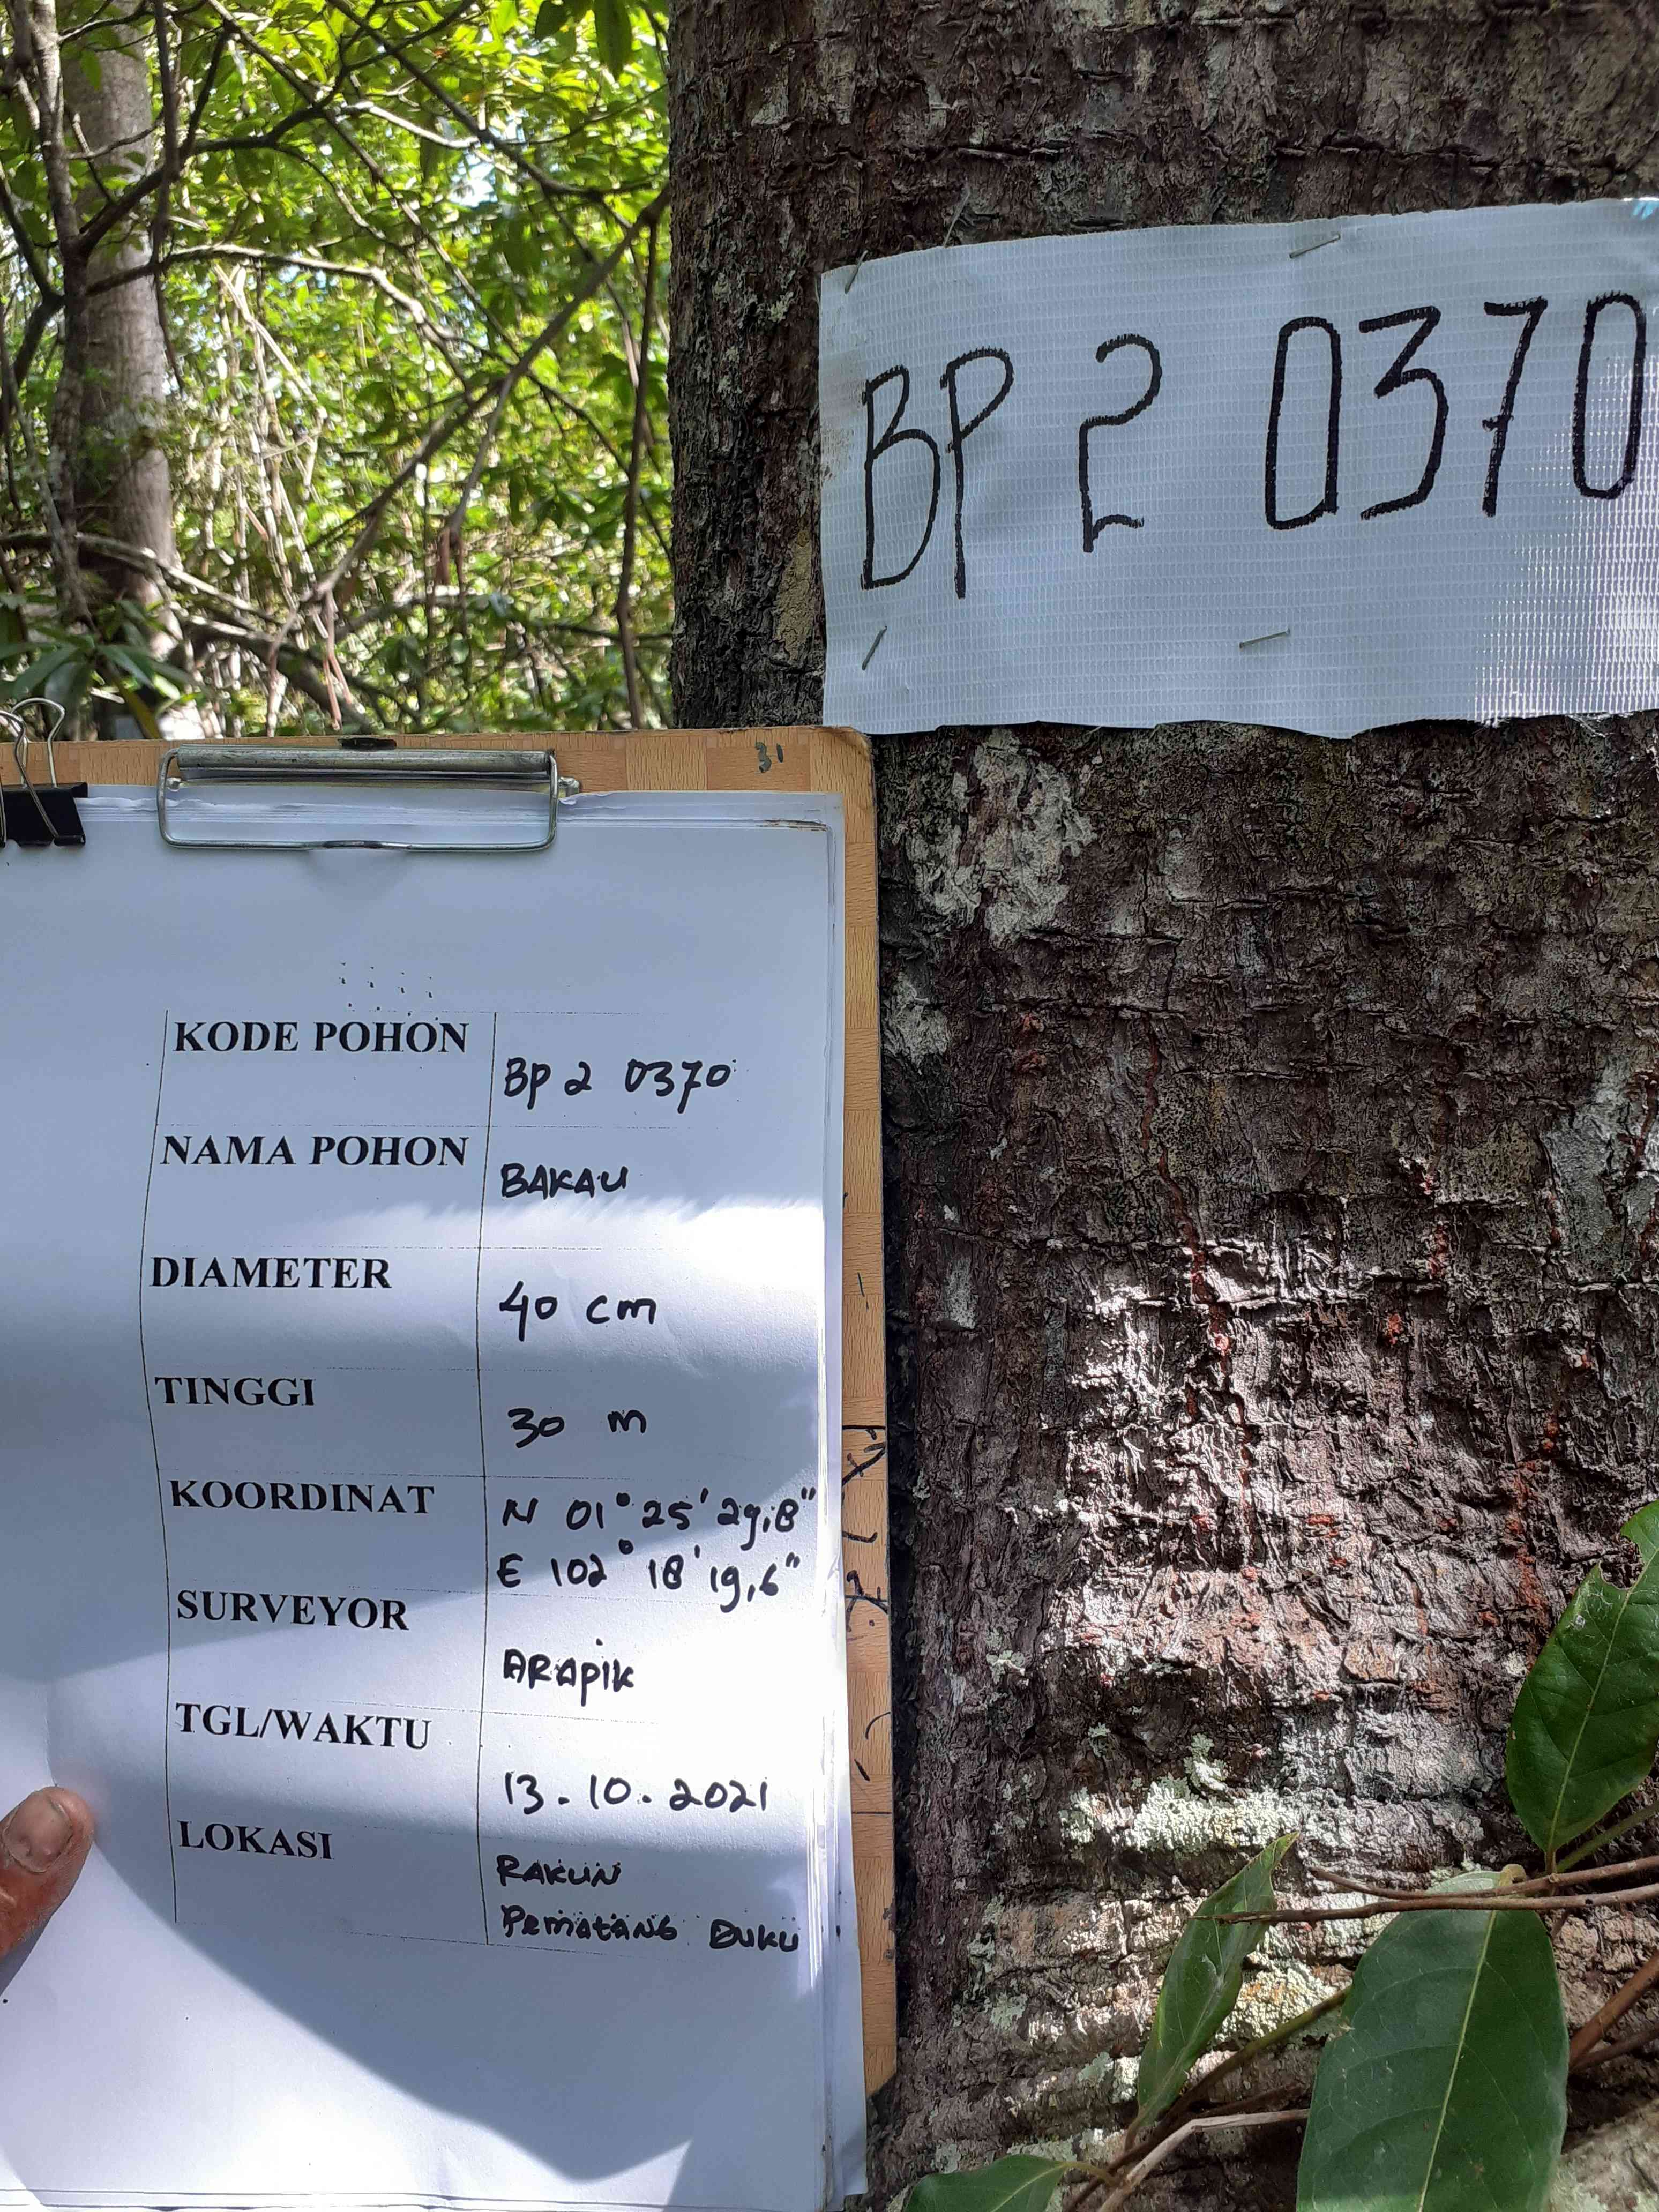 BP 2 0370
31
KODE POHON BP 2 0370
NAMA POHON BAKAU
DIAMETER 40 cm
TINGGI 30 m
KOORDINAT N 01° 25' 29,8"
E 102° 18' 19,6"
SURVEYOR ARAPIK
TGL/WAKTU 13.10.2021
LOKASI RAKUN
Pematang Duku